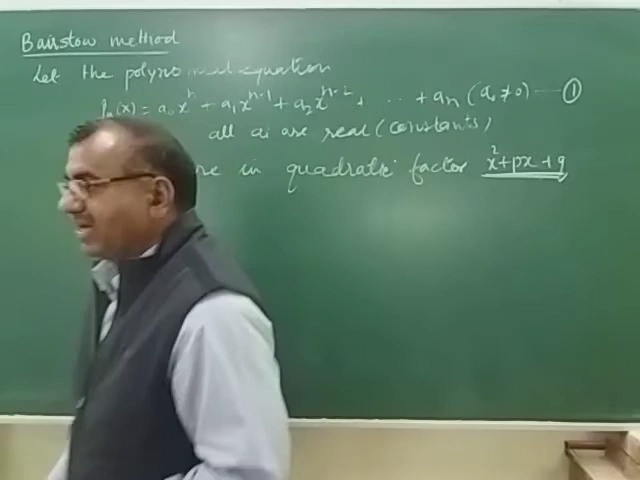 Bairstow method
Let the polynomial equation
Pₙ(x) = a₀xⁿ + a₁xⁿ⁻¹ + a₂xⁿ⁻² + ... + aₙ (a₀ ≠ 0) — ①
all aᵢ are real (constants)
in quadratic factor x² + px + q